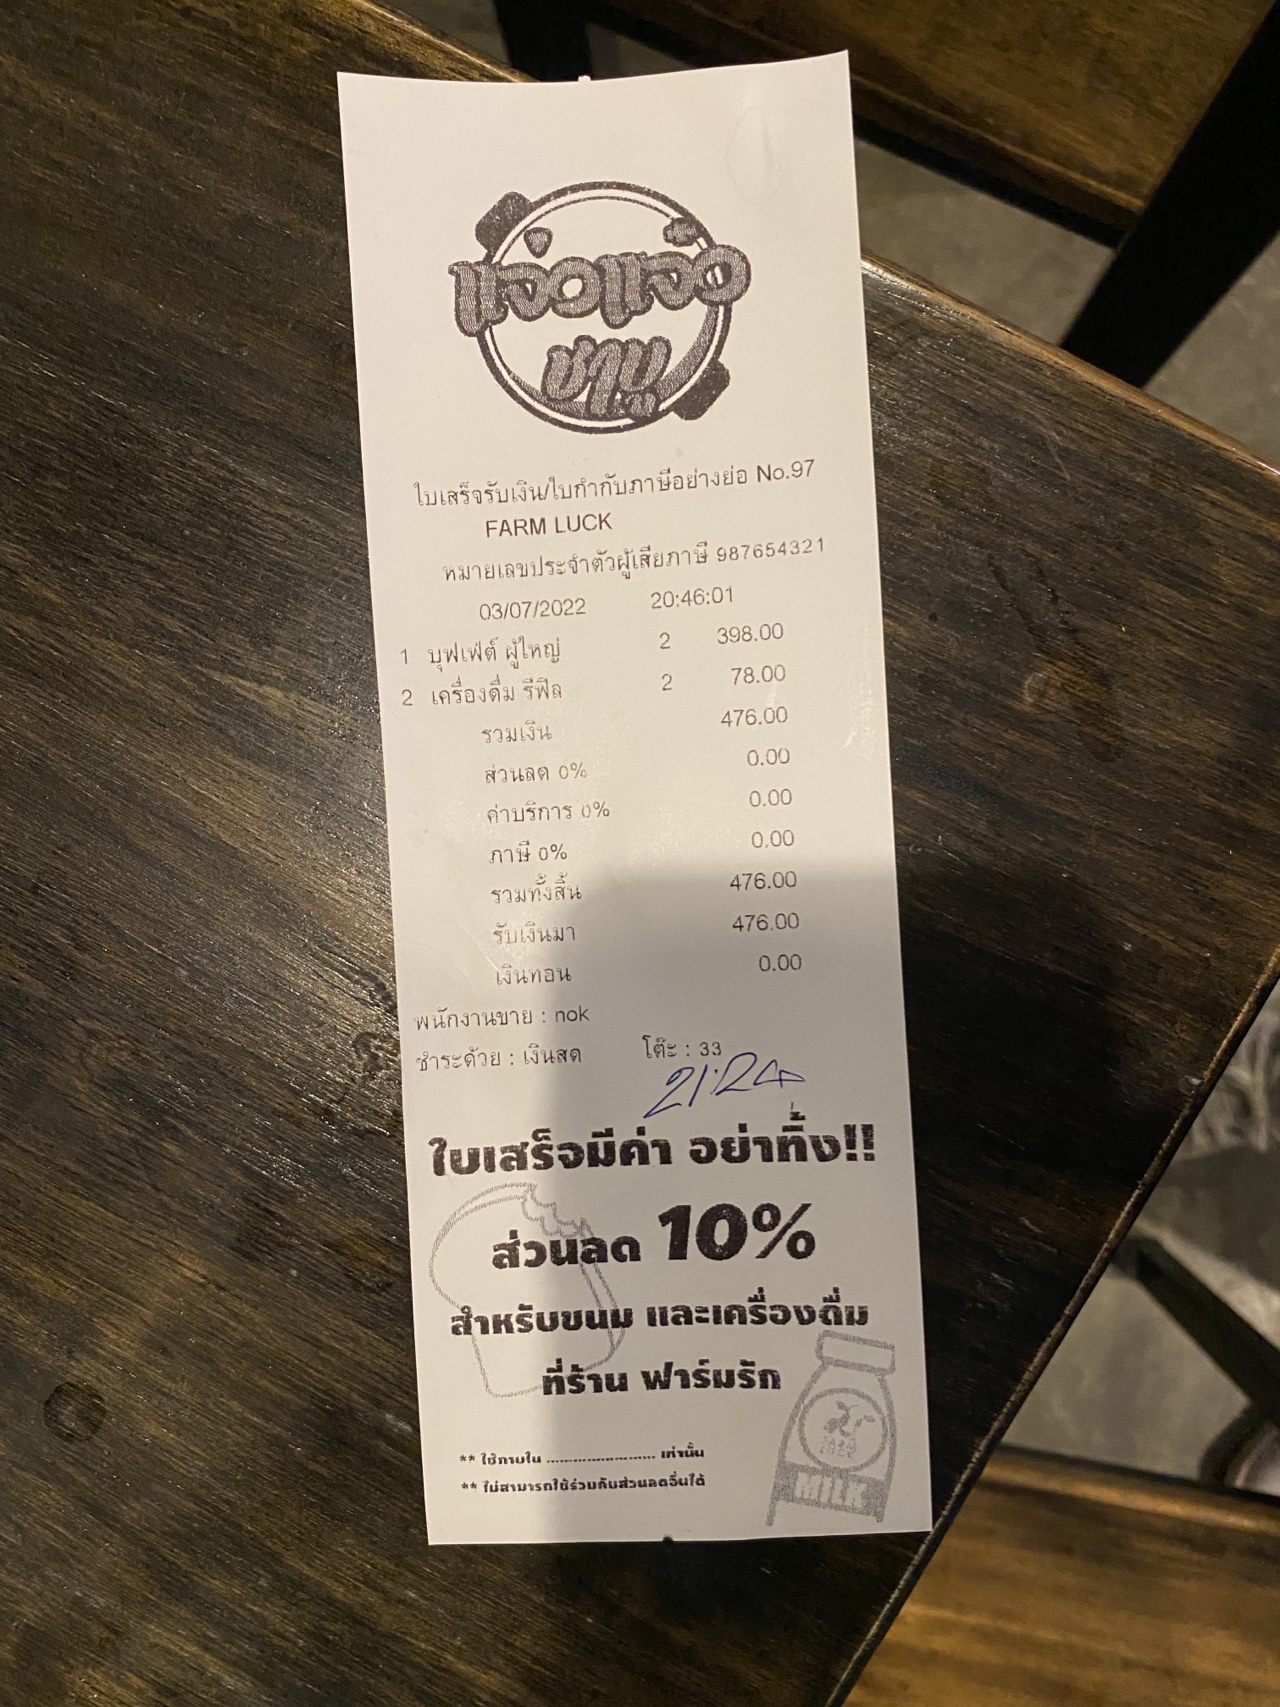 แจ่วแจ่ว
ชาบู
ใบเสร็จรับเงิน/ใบกำกับภาษีอย่างย่อ No.97
FARM LUCK
หมายเลขประจำตัวผู้เสียภาษี 987654321
03/07/2022 20:46:01
1 บุฟเฟ่ต์ ผู้ใหญ่ 2 398.00
2 เครื่องดื่ม รีฟิล 2 78.00
รวมเงิน 476.00
ส่วนลด 0% 0.00
ค่าบริการ 0% 0.00
ภาษี 0% 0.00
รวมทั้งสิ้น 476.00
รับเงินมา 476.00
เงินทอน 0.00
พนักงานขาย : nok
ชำระด้วย : เงินสด โต๊ะ : 33
21:24
ใบเสร็จมีค่า อย่าทิ้ง!!
ส่วนลด 10%
สำหรับขนม และเครื่องดื่ม
ที่ร้าน ฟาร์มรัก
** ใช้ภายใน ........................ เท่านั้น
** ไม่สามารถใช้ร่วมกับส่วนลดอื่นได้
MILK